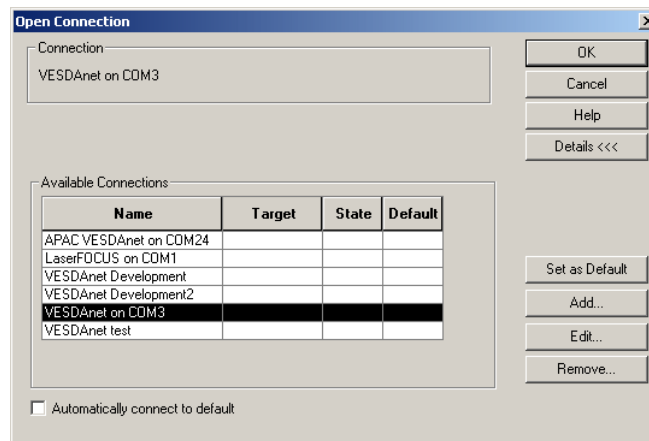 Open Connection
Connection
VESDAnet on COM3
OK
Cancel
Help
Details <<<
Available Connections
Name Target State Default
APAC VESDAnet on COM24
LaserFOCUS on COM1
VESDAnet Development
VESDAnet Development2
VESDAnet on COM3
VESDAnet test
Set as Default
Add...
Edit...
Remove...
Automatically connect to default